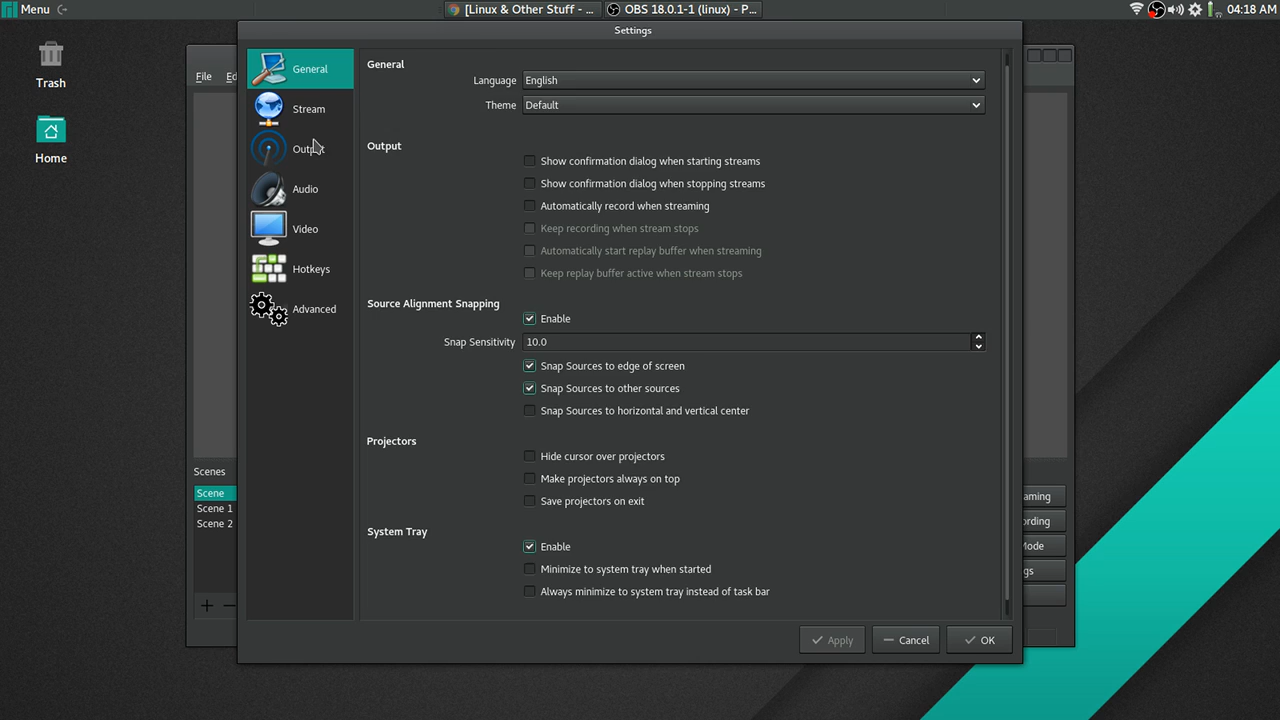 Menu
[Linux & Other Stuff - ...
OBS 18.0.1-1 (linux) - P...
04:18 AM
Trash
Home
File
Settings
General
Stream
Output
Audio
Video
Hotkeys
Advanced
General
Language English
Theme Default
Output
Show confirmation dialog when starting streams
Show confirmation dialog when stopping streams
Automatically record when streaming
Keep recording when stream stops
Automatically start replay buffer when streaming
Keep replay buffer active when stream stops
Source Alignment Snapping
Enable
Snap Sensitivity 10.0
Snap Sources to edge of screen
Snap Sources to other sources
Snap Sources to horizontal and vertical center
Projectors
Hide cursor over projectors
Make projectors always on top
Save projectors on exit
System Tray
Enable
Minimize to system tray when started
Always minimize to system tray instead of task bar
Apply
Cancel
OK
Scenes
Scene
Scene 1
Scene 2
aming
ording
Mode
gs